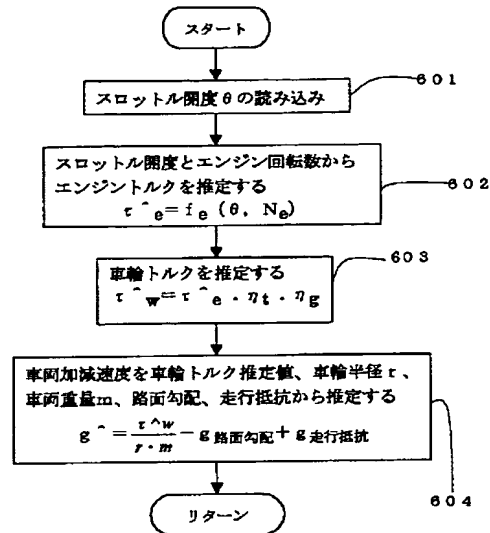 スタート
601
スロットル開度θの読み込み
スロットル開度とエンジン回転数から
エンジントルクを推定する
τ^e=fe(θ, Ne)
602
603
車輪トルクを推定する
τ^w=τ^e・ηt・ηg
車両加減速度を車輪トルク推定値、車輪半径r、
車両重量m、路面勾配、走行抵抗から推定する
g^=τ^w/r・m−g路面勾配+g走行抵抗
604
リターン